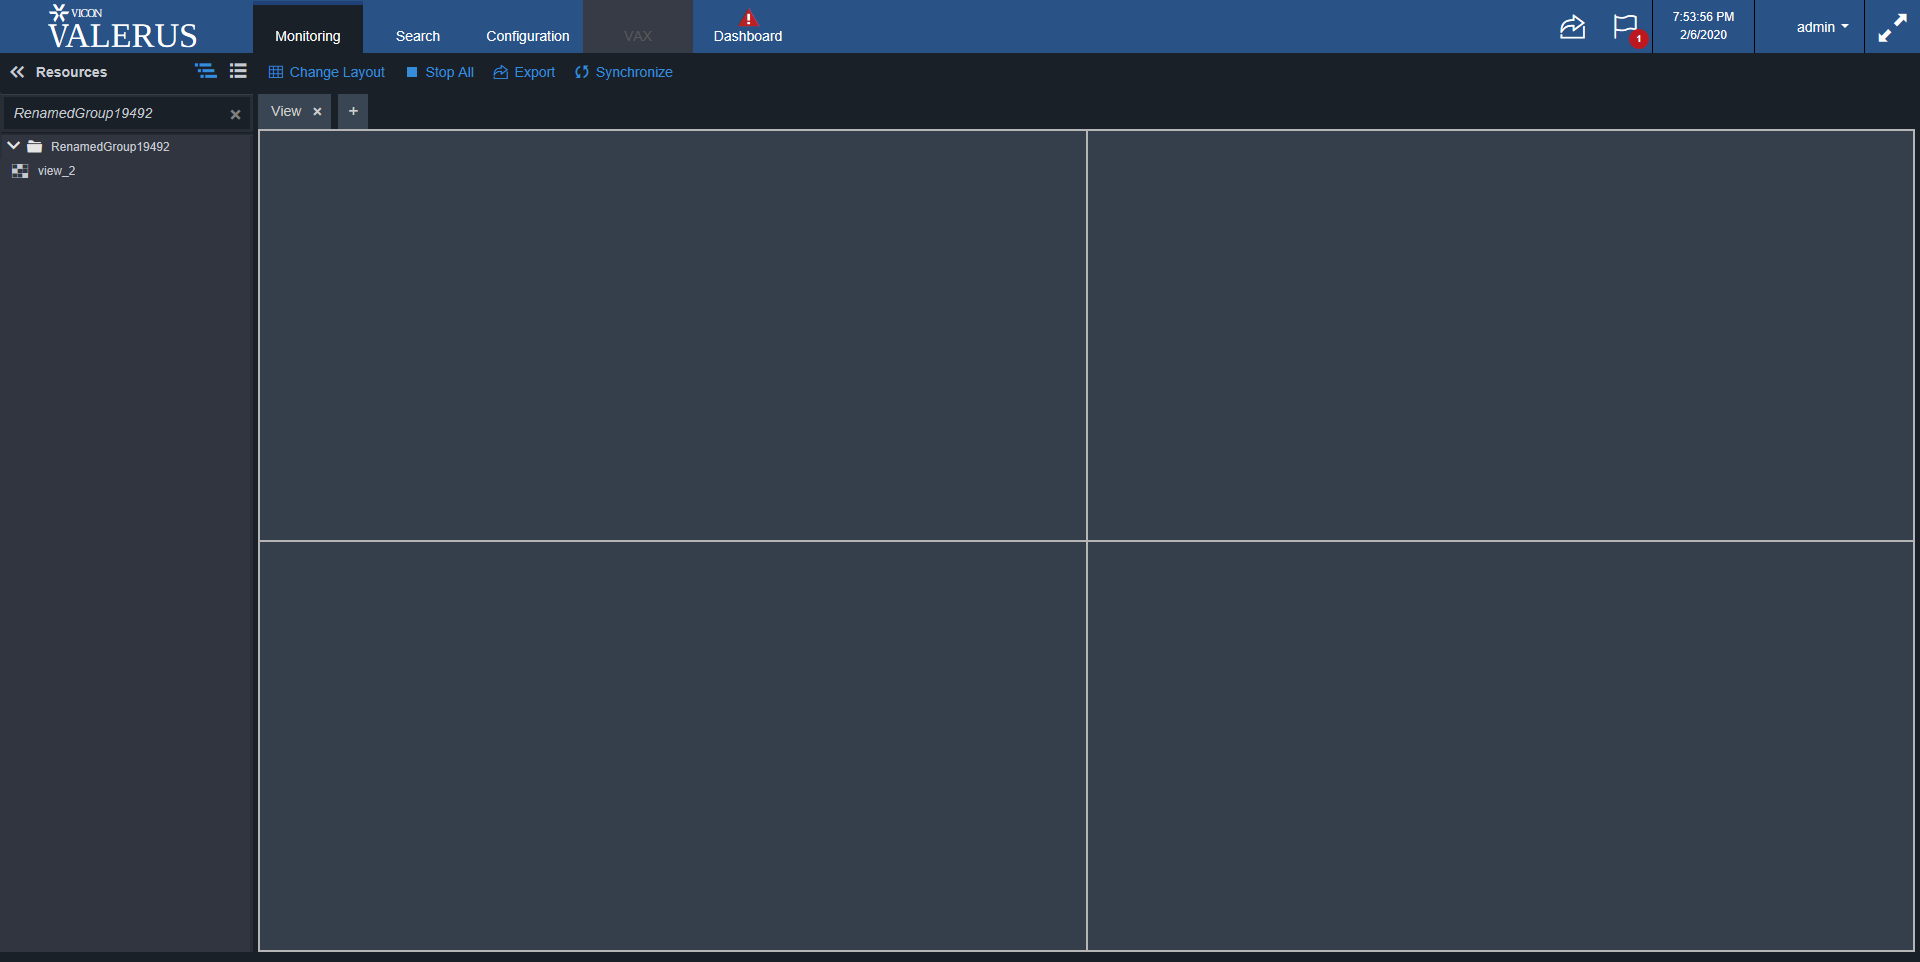 VICON
VALERUS
Monitoring
Search
Configuration
VAX
Dashboard
1
7:53:56 PM
2/6/2020
admin
Resources
Change Layout
Stop All
Export
Synchronize
RenamedGroup19492
View
+
RenamedGroup19492
view_2